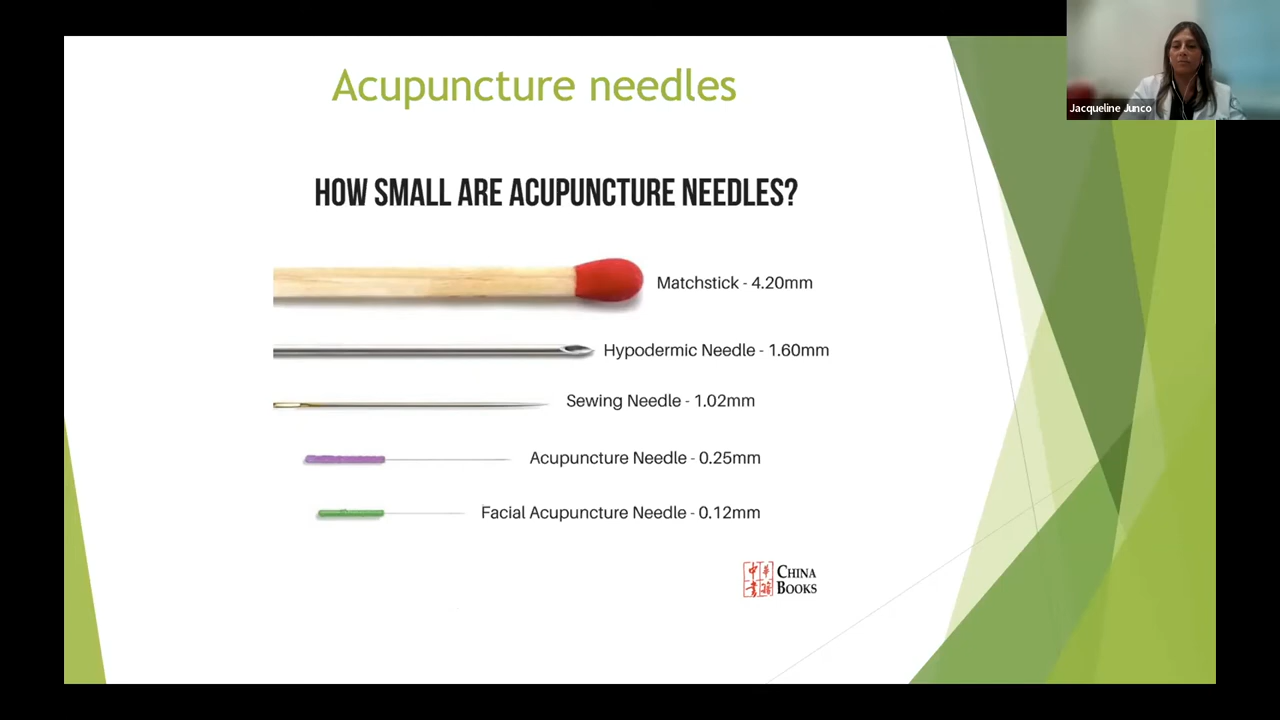 Acupuncture needles
Jacqueline Junco
HOW SMALL ARE ACUPUNCTURE NEEDLES?
Matchstick - 4.20mm
Hypodermic Needle - 1.60mm
Sewing Needle - 1.02mm
Acupuncture Needle - 0.25mm
Facial Acupuncture Needle - 0.12mm
CHINA
BOOKS